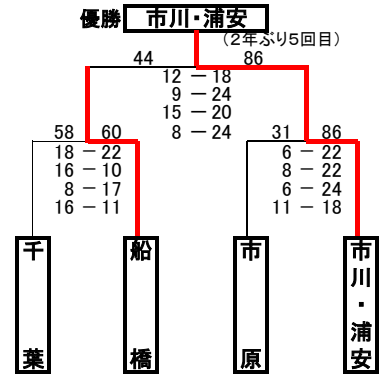 優勝 市川・浦安
(2年ぶり5回目)
44 86
12 − 18
9 − 24
15 − 20
8 − 24
58 60
18 − 22
16 − 10
8 − 17
16 − 11
31 86
6 − 22
8 − 22
6 − 24
11 − 18
千葉
船橋
市原
市川・浦安